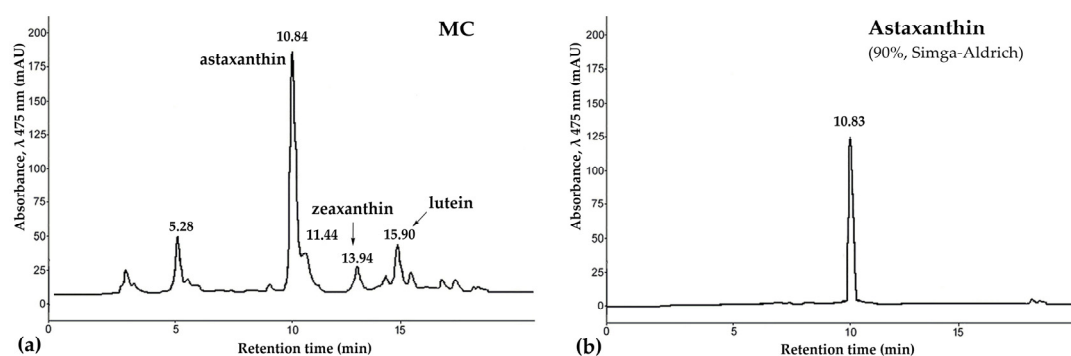 MC
10.84
astaxanthin
5.28
11.44
zeaxanthin
13.94
lutein
15.90
200
175
150
125
100
75
50
25
0
Absorbance, λ 475 nm (mAU)
0 5 10 15
Retention time (min)
(a)
Astaxanthin
(90%, Simga-Aldrich)
10.83
200
175
150
125
100
75
50
25
0
Absorbance, λ 475 nm (mAU)
0 5 10 15
Retention time (min)
(b)